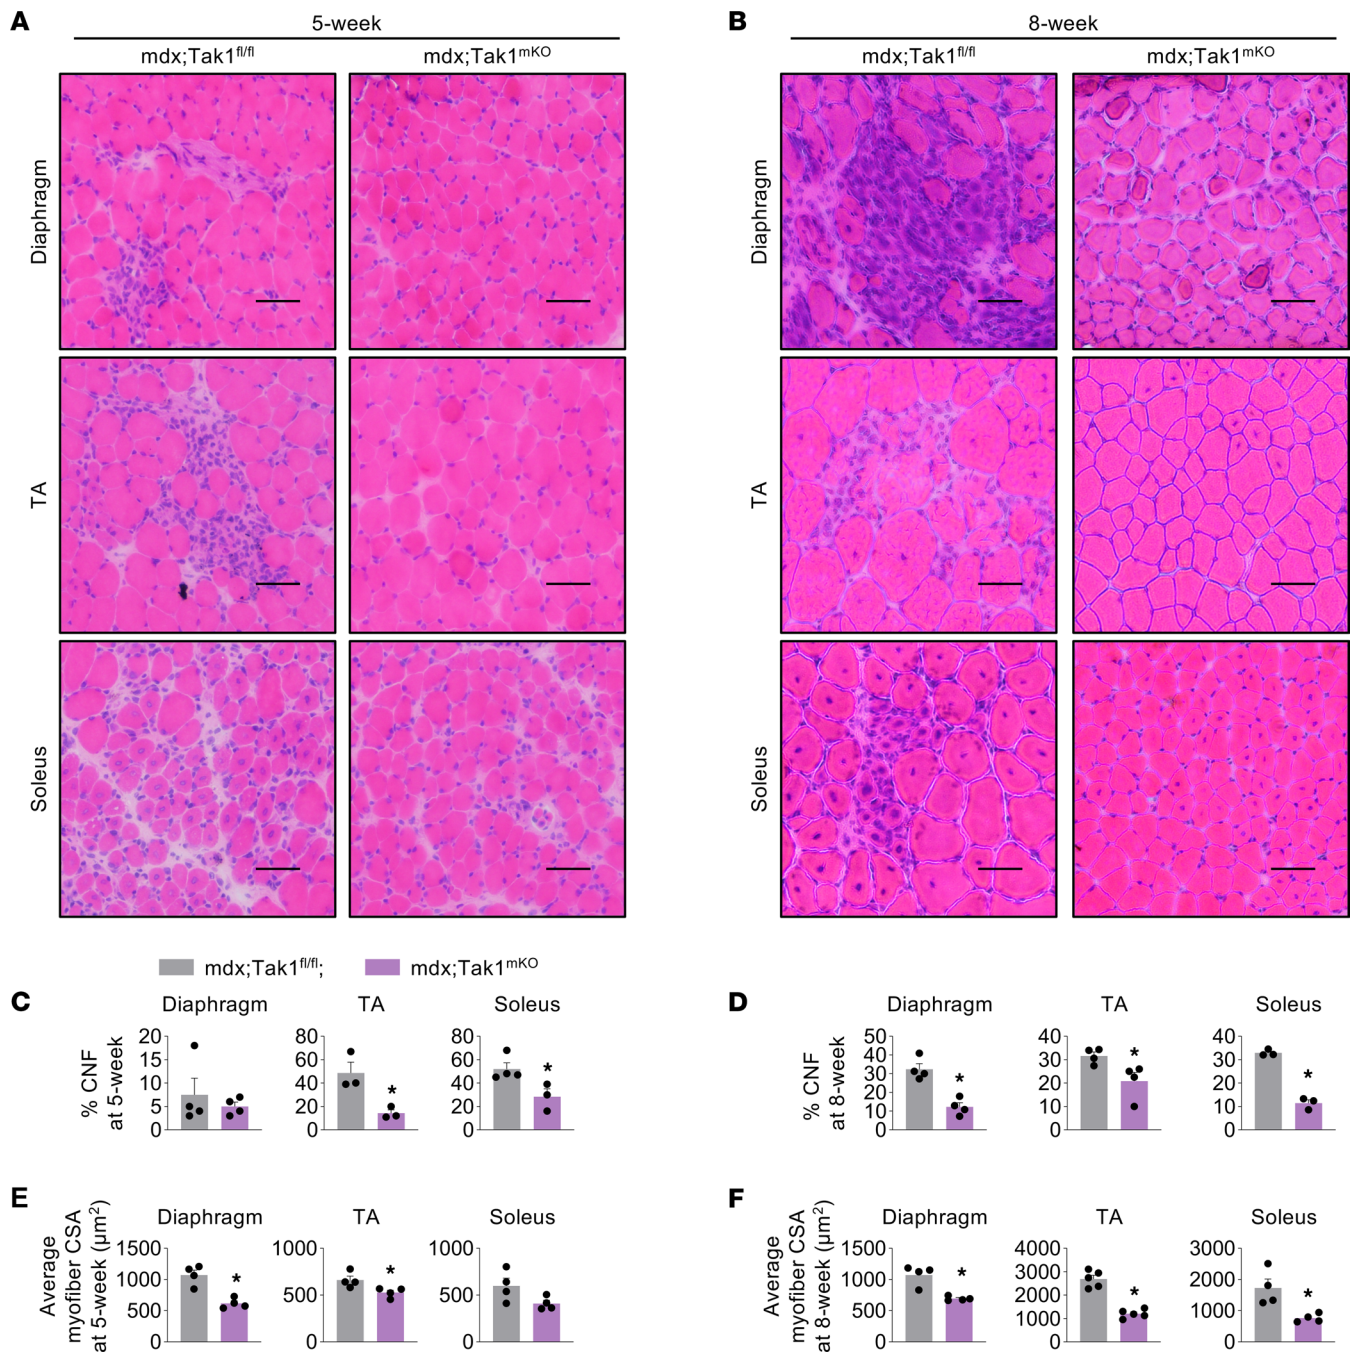 A
5-week
mdx;Tak1fl/fl
mdx;Tak1mKO
Diaphragm
TA
Soleus
B
8-week
mdx;Tak1fl/fl
mdx;Tak1mKO
Diaphragm
TA
Soleus
mdx;Tak1fl/fl;
mdx;Tak1mKO
C
% CNF
at 5-week
Diaphragm
20
15
10
5
0
TA
80
60
40
20
0
*
Soleus
80
60
40
20
0
*
D
% CNF
at 8-week
Diaphragm
50
40
30
20
10
0
*
TA
40
30
20
10
0
*
Soleus
40
30
20
10
0
*
E
Average
myofiber CSA
at 5-week (µm2)
Diaphragm
1500
1000
500
0
*
TA
1000
500
0
*
Soleus
1000
500
0
F
Average
myofiber CSA
at 8-week (µm2)
Diaphragm
1500
1000
500
0
*
TA
4000
3000
2000
1000
0
*
Soleus
3000
2000
1000
0
*